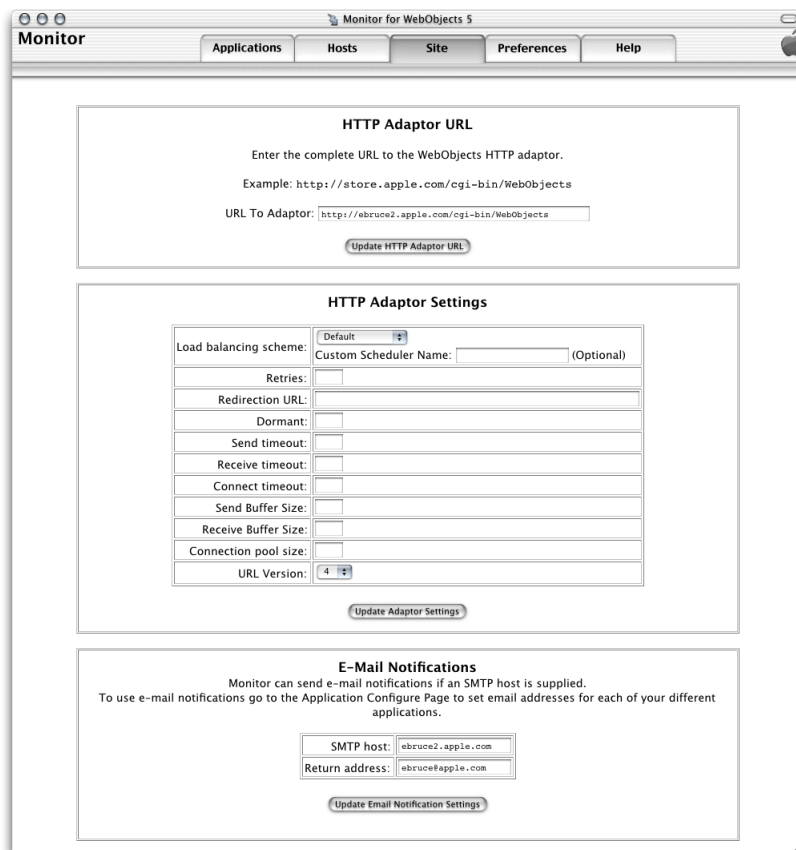 Monitor for WebObjects 5
Monitor
Applications Hosts Site Preferences Help
HTTP Adaptor URL
Enter the complete URL to the WebObjects HTTP adaptor.
Example: http://store.apple.com/cgi-bin/WebObjects
URL To Adaptor: http://ebruce2.apple.com/cgi-bin/WebObjects
Update HTTP Adaptor URL
HTTP Adaptor Settings
Load balancing scheme: Default
Custom Scheduler Name: (Optional)
Retries:
Redirection URL:
Dormant:
Send timeout:
Receive timeout:
Connect timeout:
Send Buffer Size:
Receive Buffer Size:
Connection pool size:
URL Version: 4
Update Adaptor Settings
E-Mail Notifications
Monitor can send e-mail notifications if an SMTP host is supplied.
To use e-mail notifications go to the Application Configure Page to set email addresses for each of your different
applications.
SMTP host: ebruce2.apple.com
Return address: ebruce@apple.com
Update Email Notification Settings